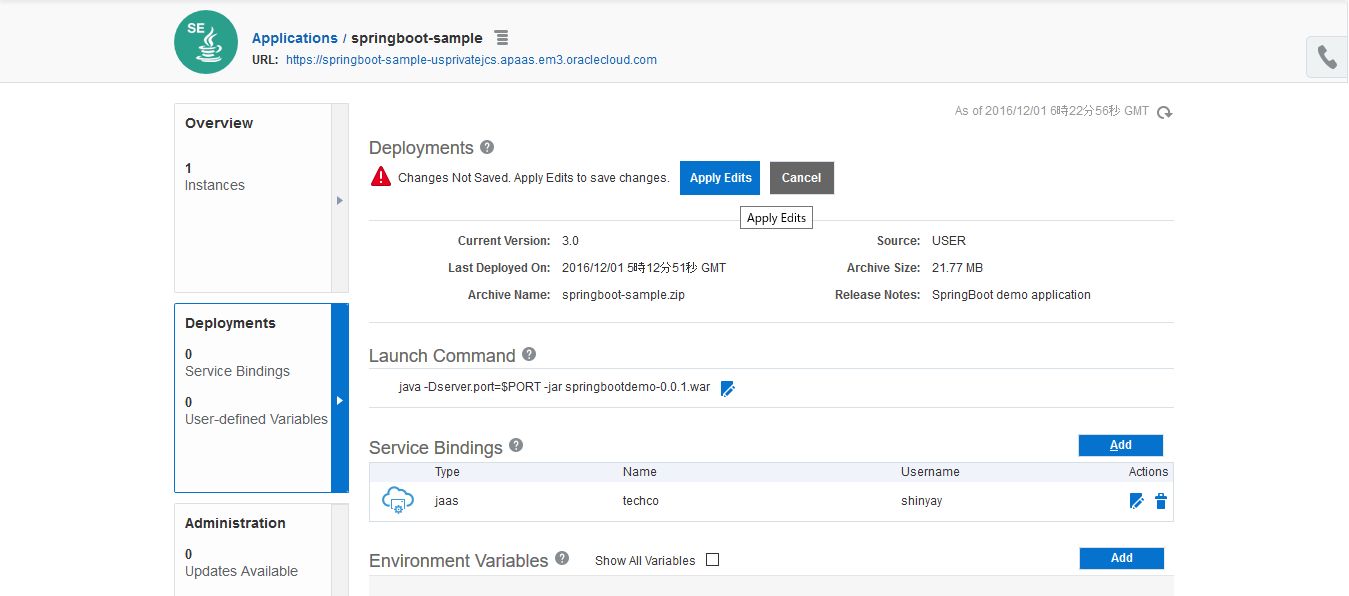 SE
Applications / springboot-sample
URL: https://springboot-sample-usprivatejcs.apaas.em3.oraclecloud.com
As of 2016/12/01 6時22分56秒 GMT
Overview
1
Instances
Deployments
0
Service Bindings
0
User-defined Variables
Administration
0
Updates Available
Deployments ?
Changes Not Saved. Apply Edits to save changes. Apply Edits Cancel
Apply Edits
Current Version: 3.0 Source: USER
Last Deployed On: 2016/12/01 5時12分51秒 GMT Archive Size: 21.77 MB
Archive Name: springboot-sample.zip Release Notes: SpringBoot demo application
Launch Command ?
java -Dserver.port=$PORT -jar springbootdemo-0.0.1.war
Service Bindings ? Add
Type Name Username Actions
jaas techco shinyay
Environment Variables ? Show All Variables Add